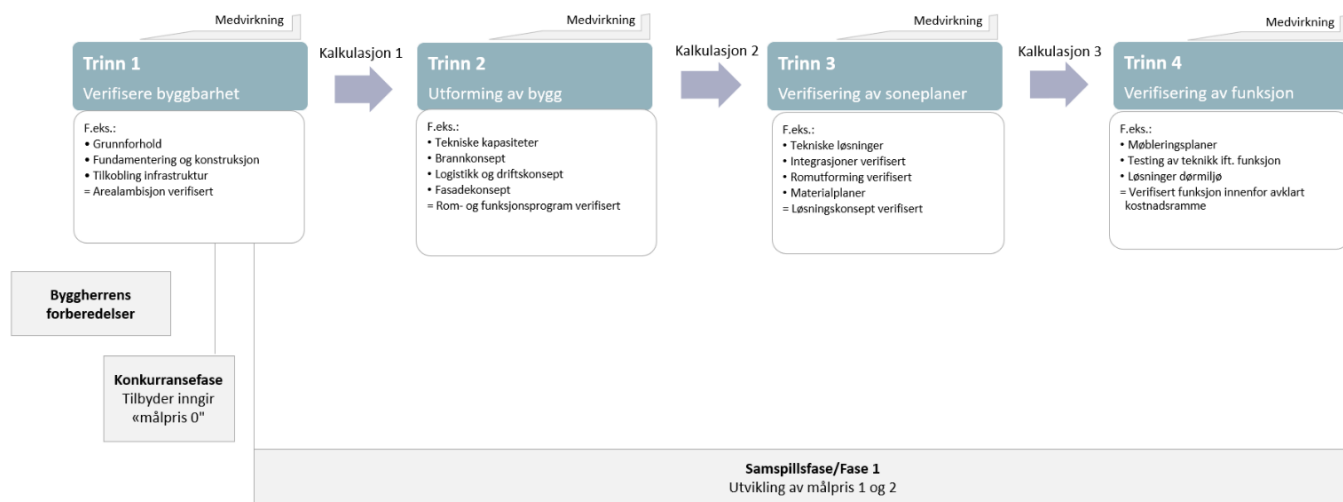 Medvirkning
Trinn 1
Verifisere byggbarhet
F.eks.:
• Grunnforhold
• Fundamentering og konstruksjon
• Tilkobling infrastruktur
= Arealambisjon verifisert
Kalkulasjon 1
Medvirkning
Trinn 2
Utforming av bygg
F.eks.:
• Tekniske kapasiteter
• Brannkonsept
• Logistikk og driftskonsept
• Fasadekonsept
= Rom- og funksjonsprogram verifisert
Kalkulasjon 2
Medvirkning
Trinn 3
Verifisering av soneplaner
F.eks.:
• Tekniske løsninger
• Integrasjoner verifisert
• Romutforming verifisert
• Materialplaner
= Løsningskonsept verifisert
Kalkulasjon 3
Medvirkning
Trinn 4
Verifisering av funksjon
F.eks.:
• Møbleringsplaner
• Testing av teknikk ift. funksjon
• Løsninger dørmiljø
= Verifisert funksjon innenfor avklart
kostnadsramme
Byggherrens
forberedelser
Konkurransefase
Tilbyder inngir
«målpris 0"
Samspillsfase/Fase 1
Utvikling av målpris 1 og 2